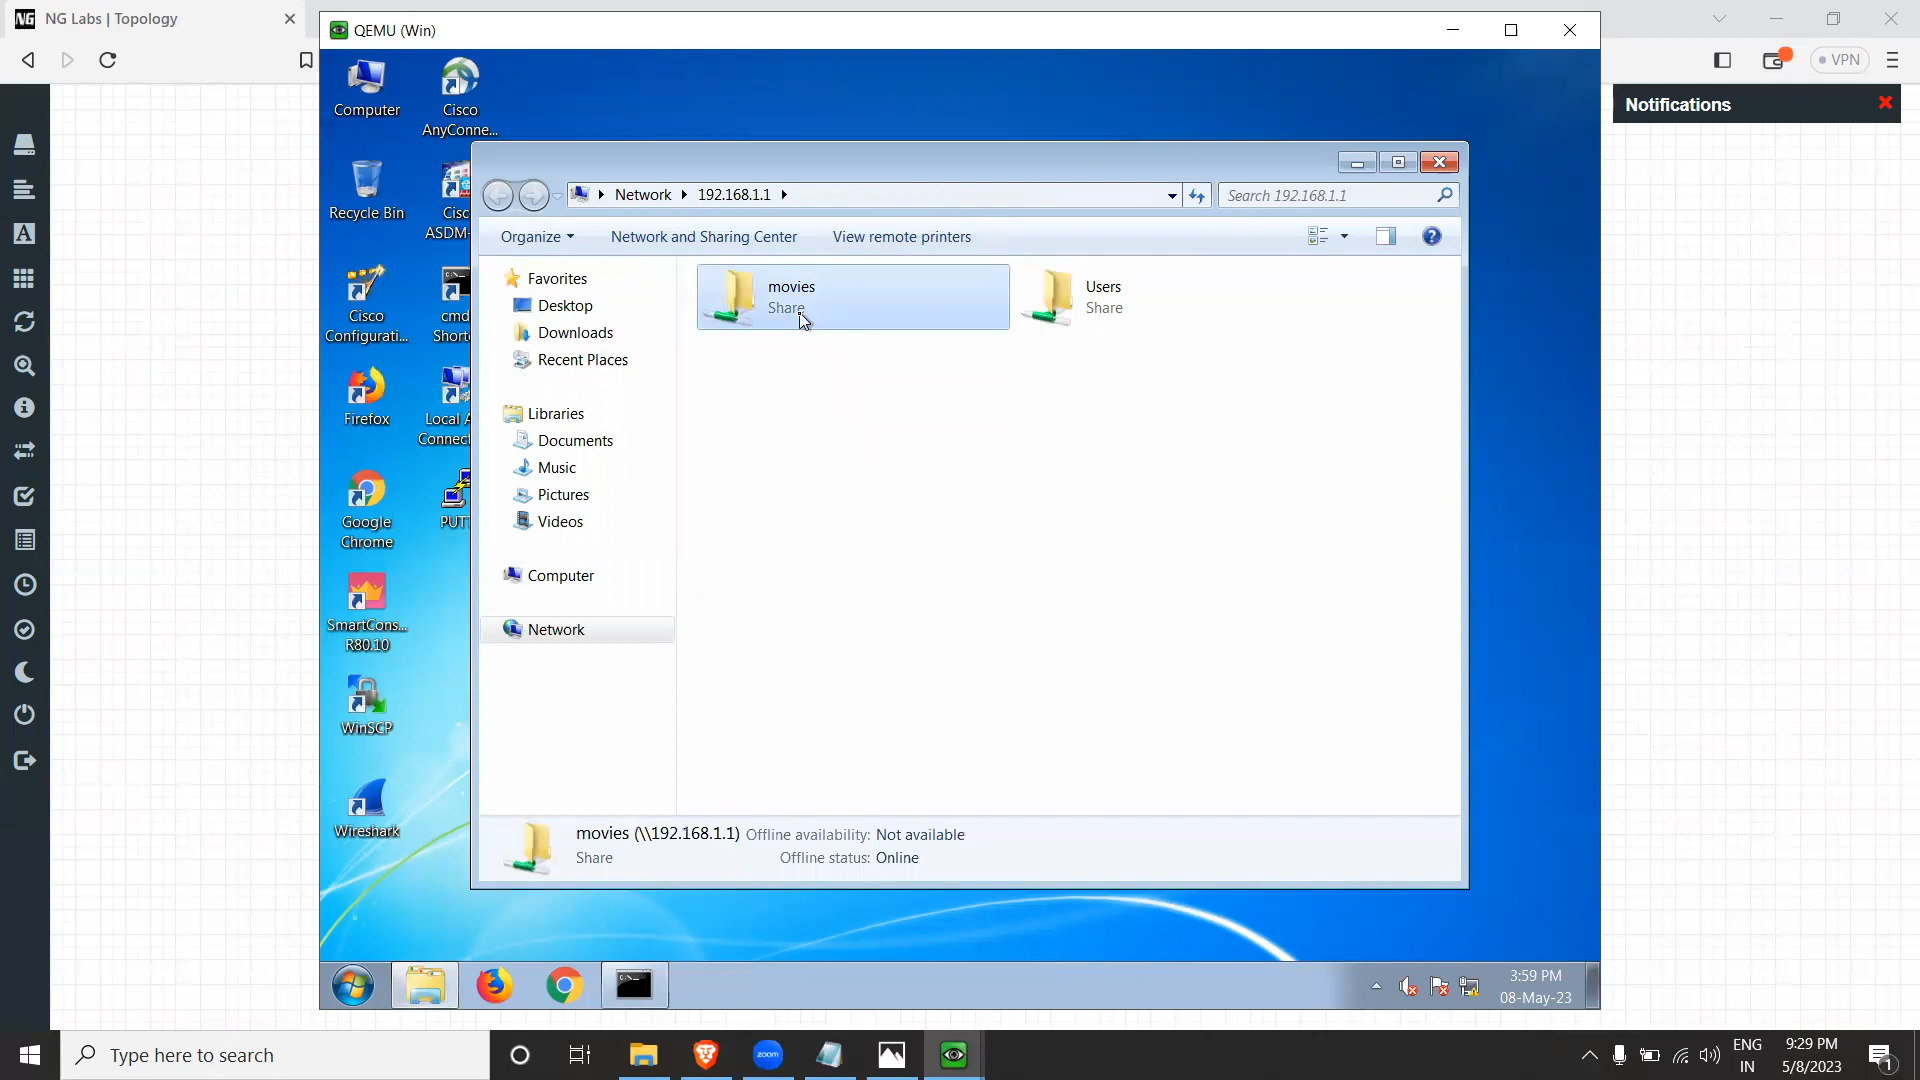 NG Labs | Topology
QEMU (Win)
VPN
Notifications
Computer
Cisco
AnyConne...
Recycle Bin
Cisc
ASDM-
Cisco
Configurati...
cmd
Short
Firefox
Local A
Connect
Google
Chrome
PUTT
SmartCons...
R80.10
WinSCP
Wireshark
Network
192.168.1.1
Search 192.168.1.1
Organize
Network and Sharing Center
View remote printers
Favorites
Desktop
Downloads
Recent Places
Libraries
Documents
Music
Pictures
Videos
Computer
Network
movies
Share
Users
Share
movies (\\192.168.1.1) Offline availability: Not available
Share Offline status: Online
3:59 PM
08-May-23
Type here to search
zoom
ENG
IN
9:29 PM
5/8/2023
1